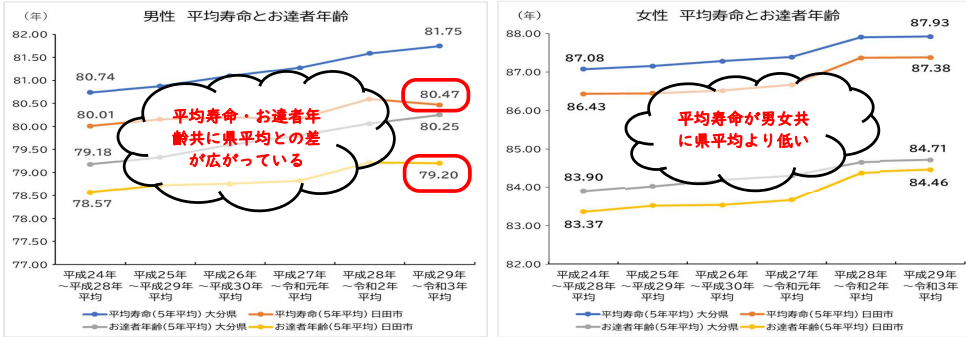 男性 平均寿命とお達者年齢
（年）
82.00
81.50
81.00
80.50
80.00
79.50
79.00
78.50
78.00
77.50
77.00
80.74
81.75
80.01
80.47
79.18
80.25
78.57
79.20
平均寿命・お達者年
齢共に県平均との差
が広がっている
平成24年
～平成28年
平均
平成25年
～平成29年
平均
平成26年
～平成30年
平均
平成27年
～令和元年
平均
平成28年
～令和2年
平均
平成29年
～令和3年
平均
平均寿命(5年平均) 大分県
平均寿命(5年平均) 日田市
お達者年齢(5年平均) 大分県
お達者年齢(5年平均) 日田市
女性 平均寿命とお達者年齢
（年）
88.00
87.00
86.00
85.00
84.00
83.00
82.00
87.08
87.93
86.43
87.38
83.90
84.71
83.37
84.46
平均寿命が男女共
に県平均より低い
平成24年
～平成28年
平均
平成25年
～平成29年
平均
平成26年
～平成30年
平均
平成27年
～令和元年
平均
平成28年
～令和2年
平均
平成29年
～令和3年
平均
平均寿命(5年平均) 大分県
平均寿命(5年平均) 日田市
お達者年齢(5年平均) 大分県
お達者年齢(5年平均) 日田市